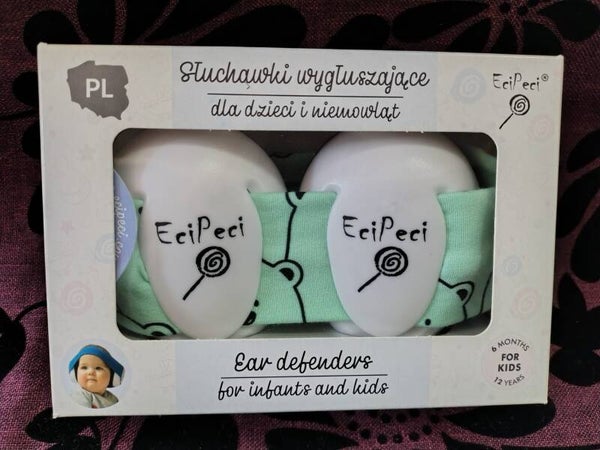 PL
Słuchawki wygłuszające
dla dzieci i niemowląt
EciPeci®
EciPeci
EciPeci
Ear defenders
for infants and kids
6 MONTHS
FOR
KIDS
12 YEARS